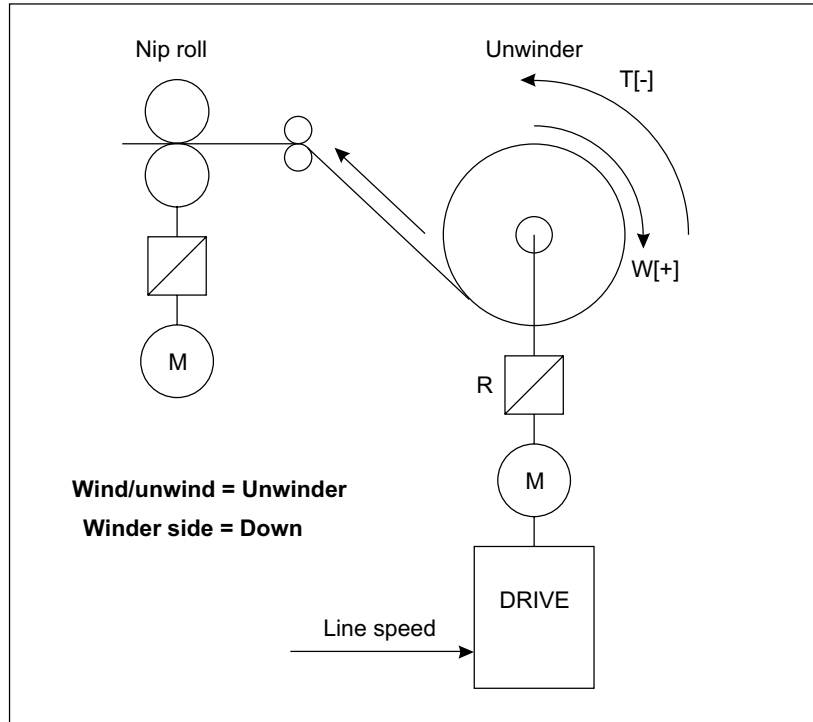 Nip roll
Unwinder
T[-]
W[+]
M
R
M
Wind/unwind = Unwinder
Winder side = Down
DRIVE
Line speed